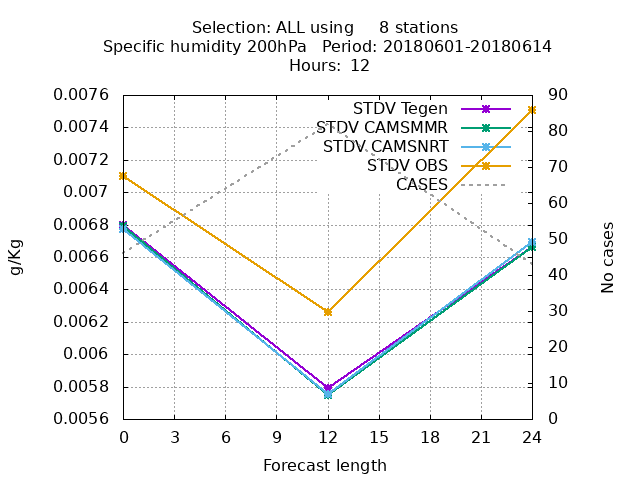 Selection: ALL using     8 stations
Specific humidity 200hPa   Period: 20180601-20180614
Hours:  12
0.0076
0.0074
0.0072
0.007
0.0068
0.0066
0.0064
0.0062
0.006
0.0058
0.0056
g/Kg
STDV Tegen
STDV CAMSMMR
STDV CAMSNRT
STDV OBS
CASES
90
80
70
60
50
40
30
20
10
0
No cases
0 3 6 9 12 15 18 21 24
Forecast length